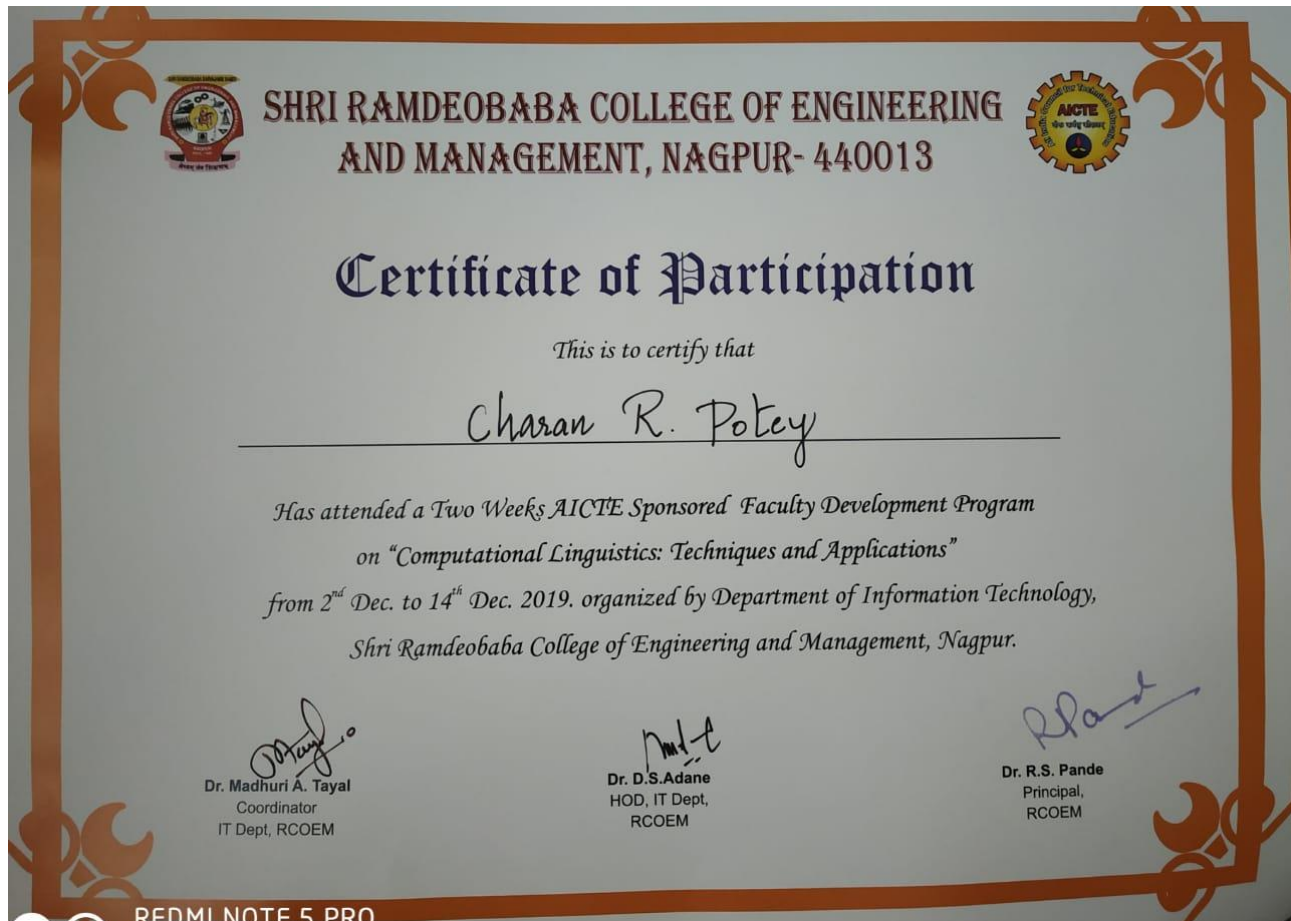 SHRI RAMDEOBABA COLLEGE OF ENGINEERING
AND MANAGEMENT, NAGPUR- 440013
AICTE
Certificate of Participation
This is to certify that
Charan R. Potey
Has attended a Two Weeks AICTE Sponsored Faculty Development Program
on “Computational Linguistics: Techniques and Applications”
from 2nd Dec. to 14th Dec. 2019. organized by Department of Information Technology,
Shri Ramdeobaba College of Engineering and Management, Nagpur.
Dr. Madhuri A. Tayal
Coordinator
IT Dept, RCOEM
Dr. D.S.Adane
HOD, IT Dept,
RCOEM
Dr. R.S. Pande
Principal,
RCOEM
REDMI NOTE 5 PRO